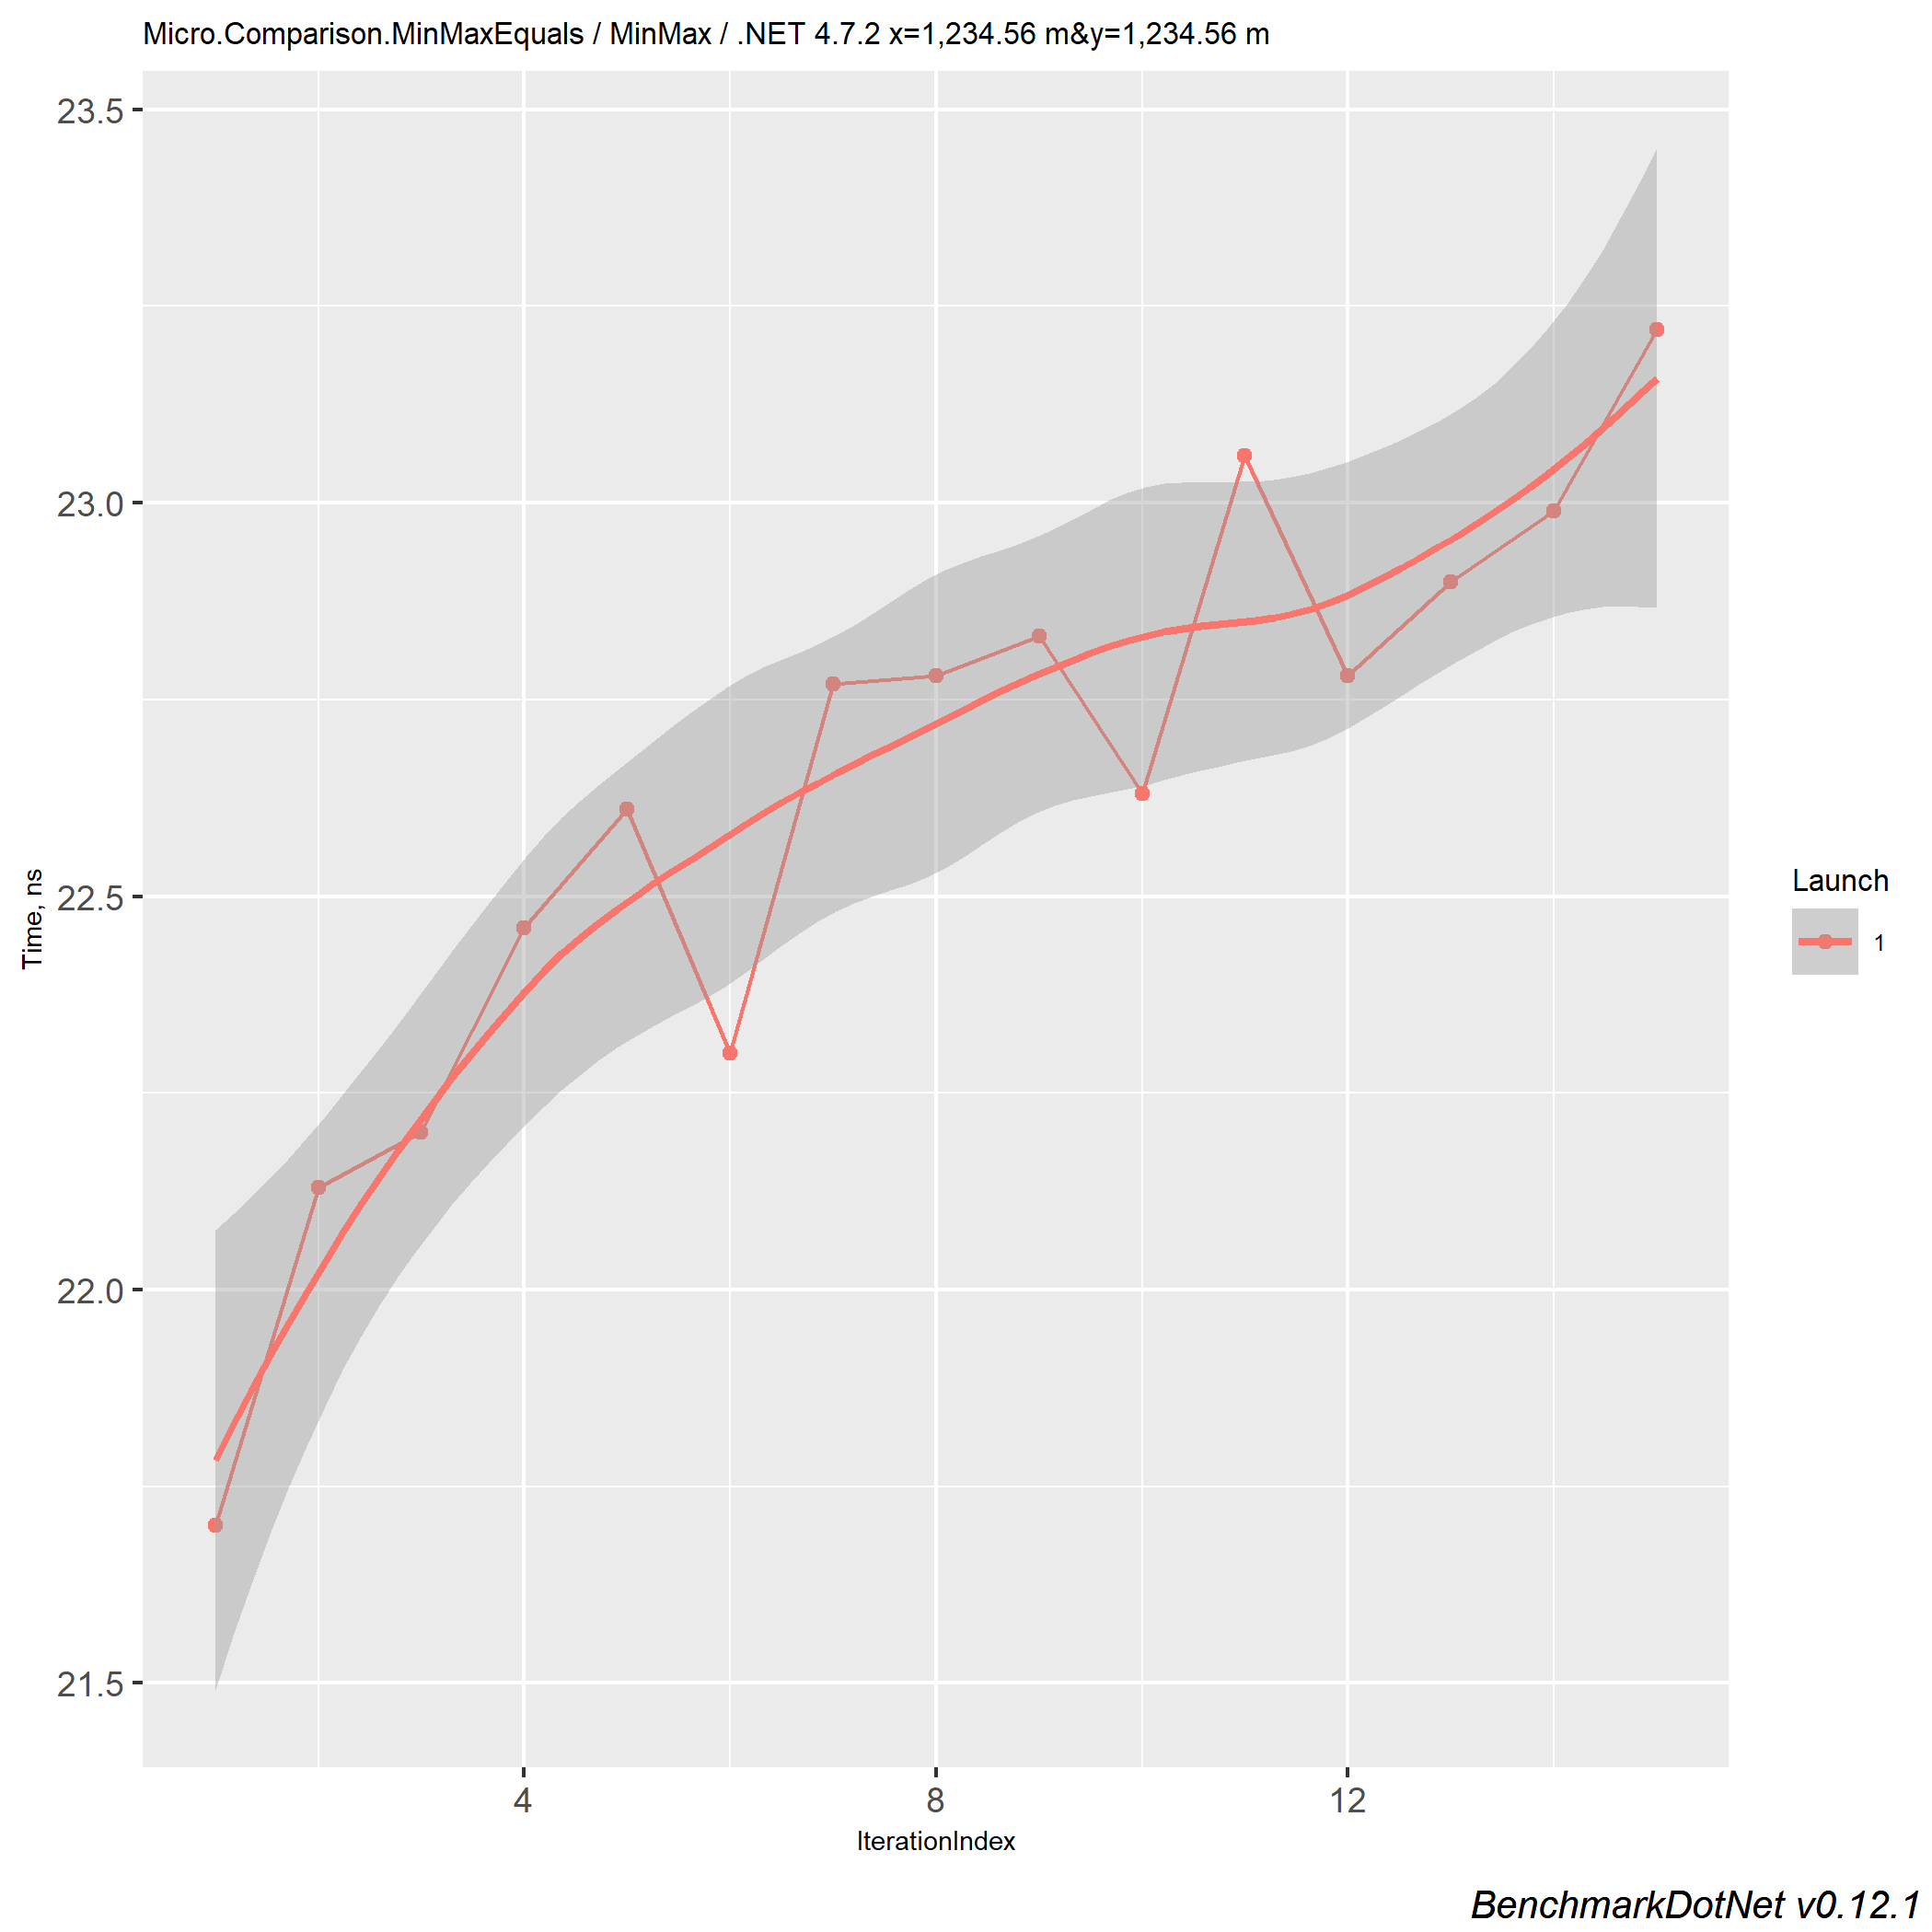 Micro.Comparison.MinMaxEquals / MinMax / .NET 4.7.2 x=1,234.56 m&y=1,234.56 m
23.5
23.0
22.5
22.0
21.5
Time, ns
4 8 12
IterationIndex
Launch
1
BenchmarkDotNet v0.12.1